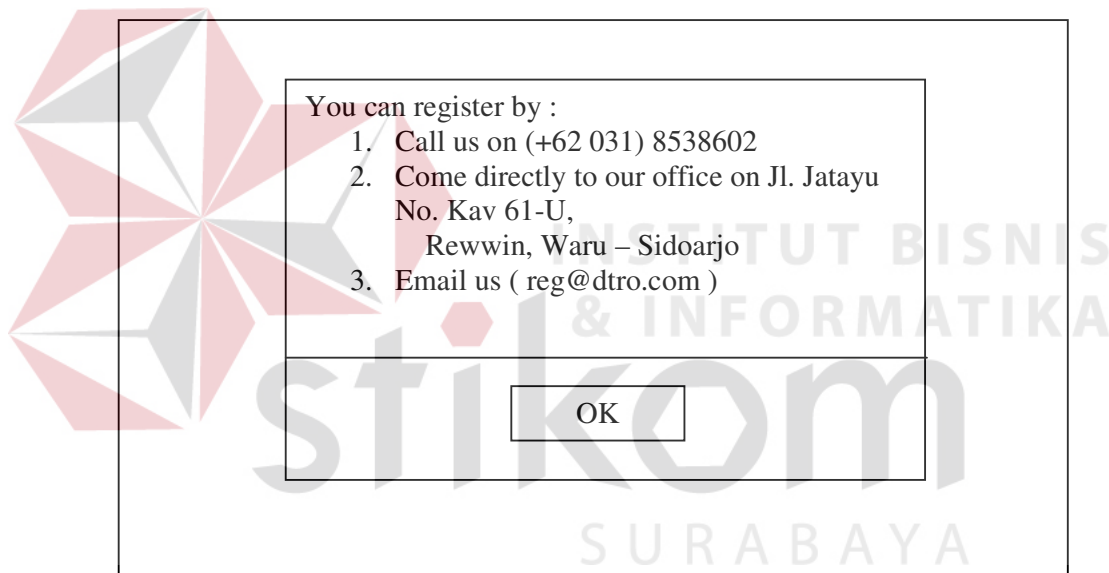 You can register by :
1. Call us on (+62 031) 8538602
2. Come directly to our office on Jl. Jatayu
No. Kav 61-U,
Rewwin, Waru – Sidoarjo
3. Email us ( reg@dtro.com )
INSTITUT BISNIS
& INFORMATIKA
stikom
OK
SURABAYA